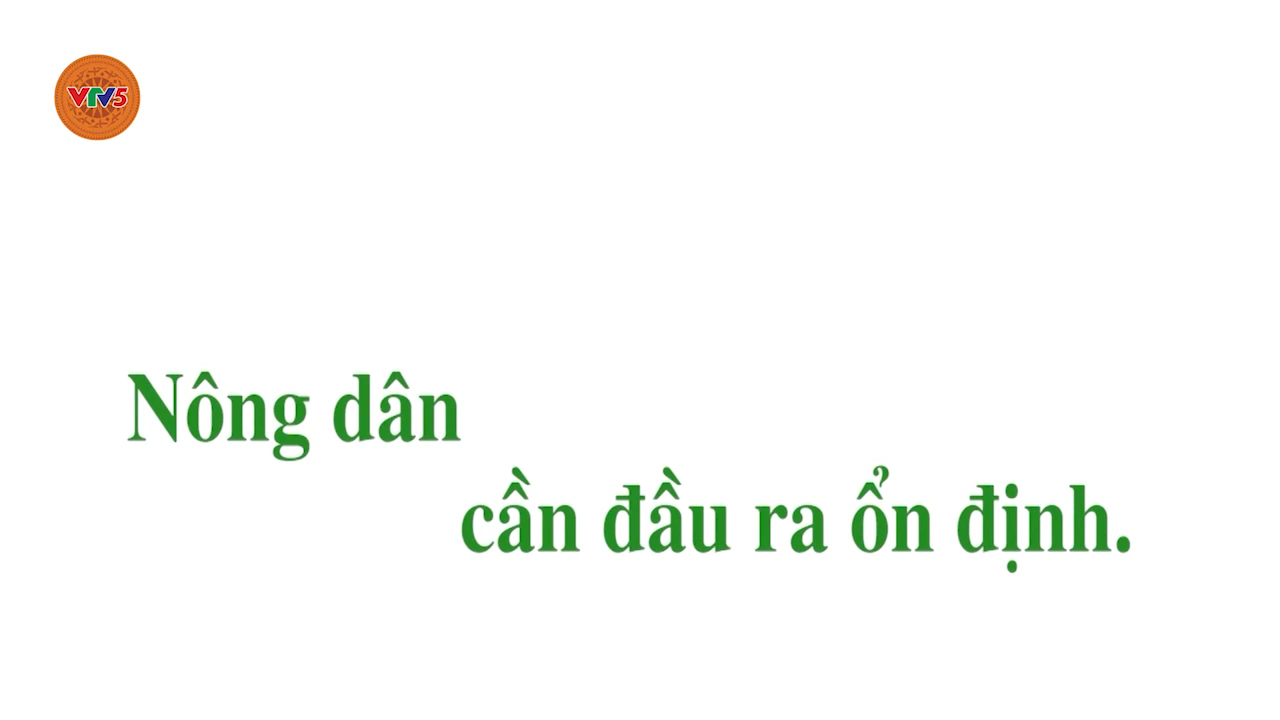 VTV5
Nông dân
cần đầu ra ổn định.